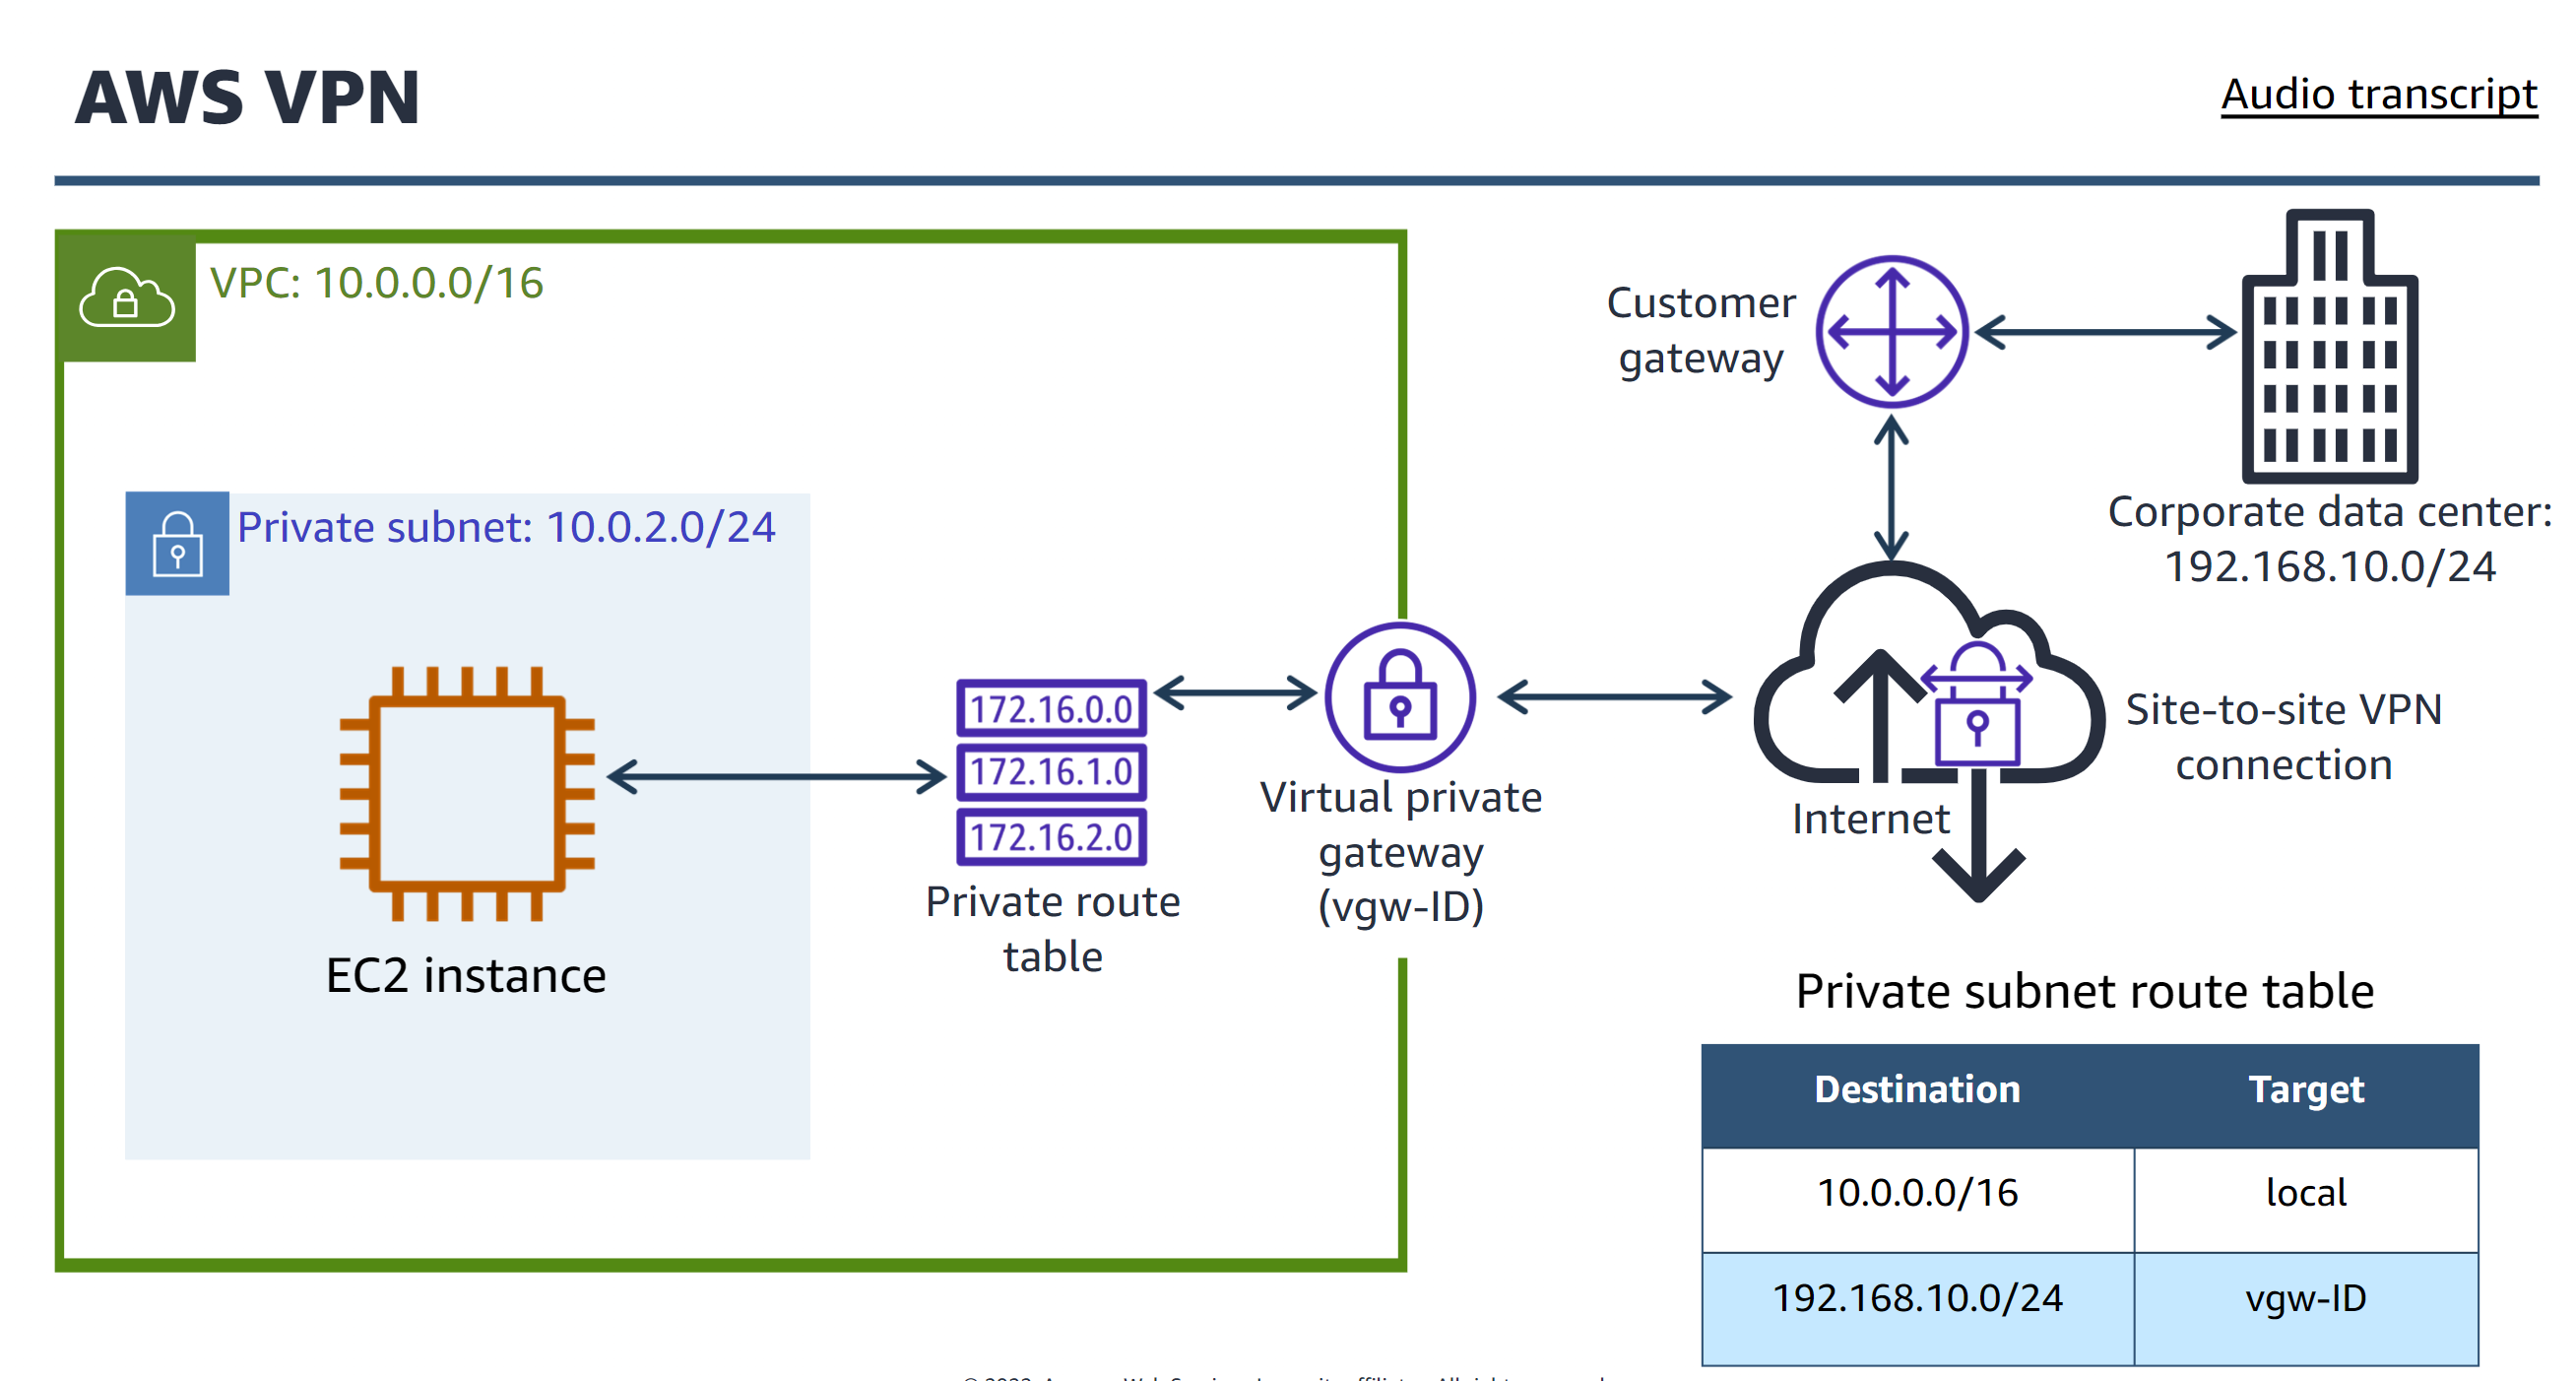 AWS VPN
Audio transcript
VPC: 10.0.0.0/16
Private subnet: 10.0.2.0/24
EC2 instance
172.16.0.0
172.16.1.0
172.16.2.0
Private route
table
Virtual private
gateway
(vgw-ID)
Customer
gateway
Corporate data center:
192.168.10.0/24
Site-to-site VPN
connection
Internet
Private subnet route table
Destination Target
10.0.0.0/16 local
192.168.10.0/24 vgw-ID